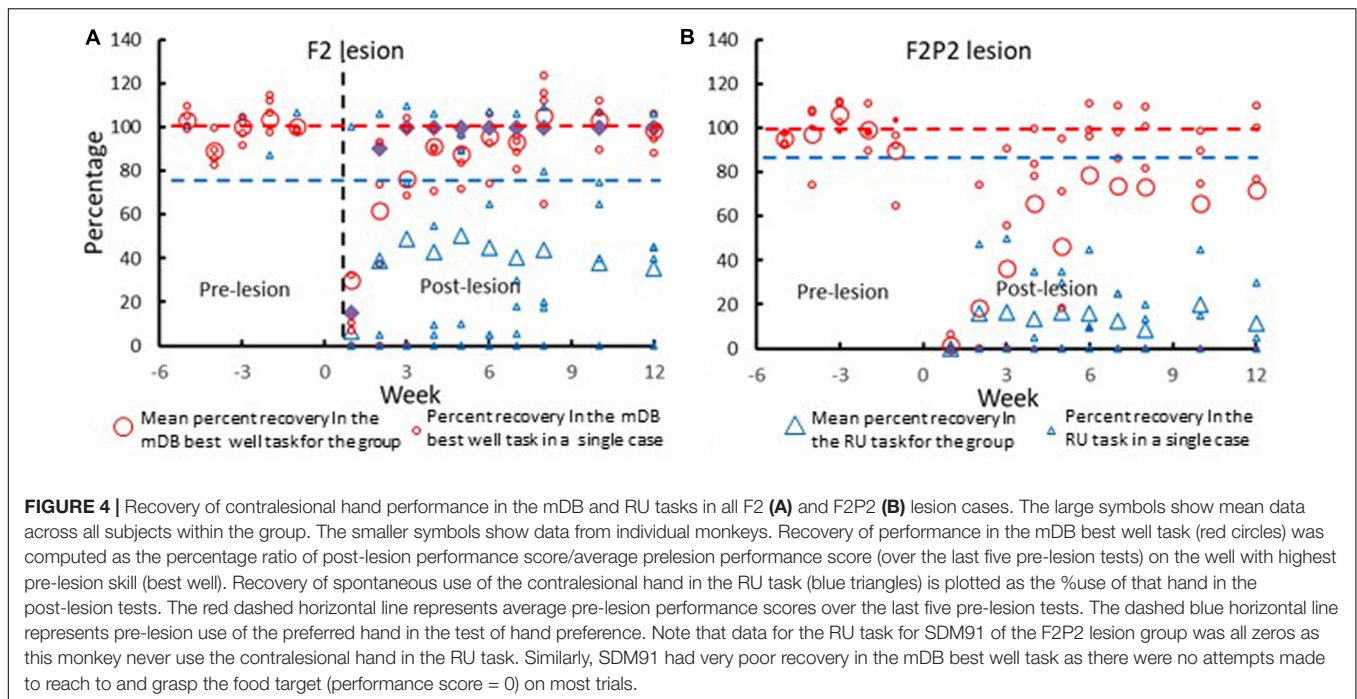 A
F2 lesion
140
120
100
80
60
40
20
0
Percentage
Pre-lesion
Post-lesion
-6 -3 0 3 6 9 12
Week
B
F2P2 lesion
140
120
100
80
60
40
20
0
Pre-lesion
Post-lesion
-6 -3 0 3 6 9 12
Week
Mean percent recovery In the
mDB best well task for the group
Percent recovery In the mDB
best well task in a single case
Mean percent recovery In
the RU task for the group
Percent recovery In the
RU task in a single case
FIGURE 4 | Recovery of contralesional hand performance in the mDB and RU tasks in all F2 (A) and F2P2 (B) lesion cases. The large symbols show mean data
across all subjects within the group. The smaller symbols show data from individual monkeys. Recovery of performance in the mDB best well task (red circles) was
computed as the percentage ratio of post-lesion performance score/average prelesion performance score (over the last five pre-lesion tests) on the well with highest
pre-lesion skill (best well). Recovery of spontaneous use of the contralesional hand in the RU task (blue triangles) is plotted as the %use of that hand in the
post-lesion tests. The red dashed horizontal line represents average pre-lesion performance scores over the last five pre-lesion tests. The dashed blue horizontal line
represents pre-lesion use of the preferred hand in the test of hand preference. Note that data for the RU task for SDM91 of the F2P2 lesion group was all zeros as
this monkey never use the contralesional hand in the RU task. Similarly, SDM91 had very poor recovery in the mDB best well task as there were no attempts made
to reach to and grasp the food target (performance score = 0) on most trials.